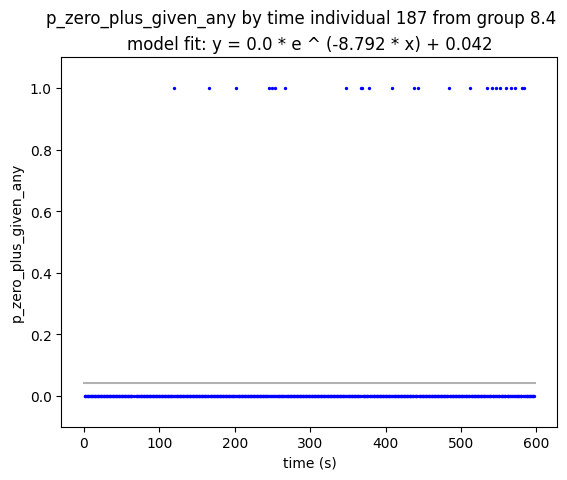 p_zero_plus_given_any by time individual 187 from group 8.4
model fit: y = 0.0 * e ^ (-8.792 * x) + 0.042
1.0
0.8
0.6
0.4
0.2
0.0
p_zero_plus_given_any
0 100 200 300 400 500 600
time (s)